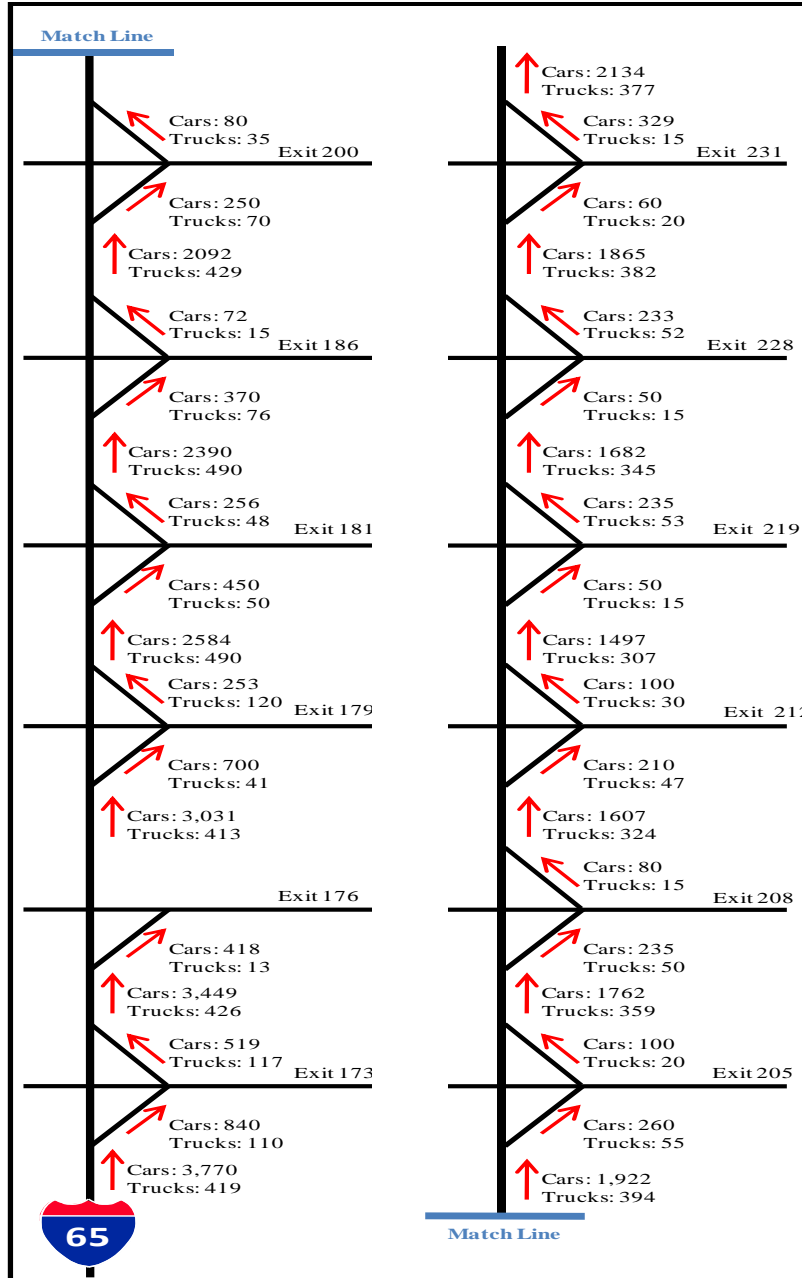 Match Line
Cars: 80
Trucks: 35
Exit 200
Cars: 250
Trucks: 70
Cars: 2092
Trucks: 429
Cars: 72
Trucks: 15
Exit 186
Cars: 370
Trucks: 76
Cars: 2390
Trucks: 490
Cars: 256
Trucks: 48
Exit 181
Cars: 450
Trucks: 50
Cars: 2584
Trucks: 490
Cars: 253
Trucks: 120
Exit 179
Cars: 700
Trucks: 41
Cars: 3,031
Trucks: 413
Exit 176
Cars: 418
Trucks: 13
Cars: 3,449
Trucks: 426
Cars: 519
Trucks: 117
Exit 173
Cars: 840
Trucks: 110
Cars: 3,770
Trucks: 419
65
Cars: 2134
Trucks: 377
Cars: 329
Trucks: 15
Exit 231
Cars: 60
Trucks: 20
Cars: 1865
Trucks: 382
Cars: 233
Trucks: 52
Exit 228
Cars: 50
Trucks: 15
Cars: 1682
Trucks: 345
Cars: 235
Trucks: 53
Exit 219
Cars: 50
Trucks: 15
Cars: 1497
Trucks: 307
Cars: 100
Trucks: 30
Exit
Cars: 210
Trucks: 47
Cars: 1607
Trucks: 324
Cars: 80
Trucks: 15
Exit 208
Cars: 235
Trucks: 50
Cars: 1762
Trucks: 359
Cars: 100
Trucks: 20
Exit 205
Cars: 260
Trucks: 55
Cars: 1,922
Trucks: 394
Match Line